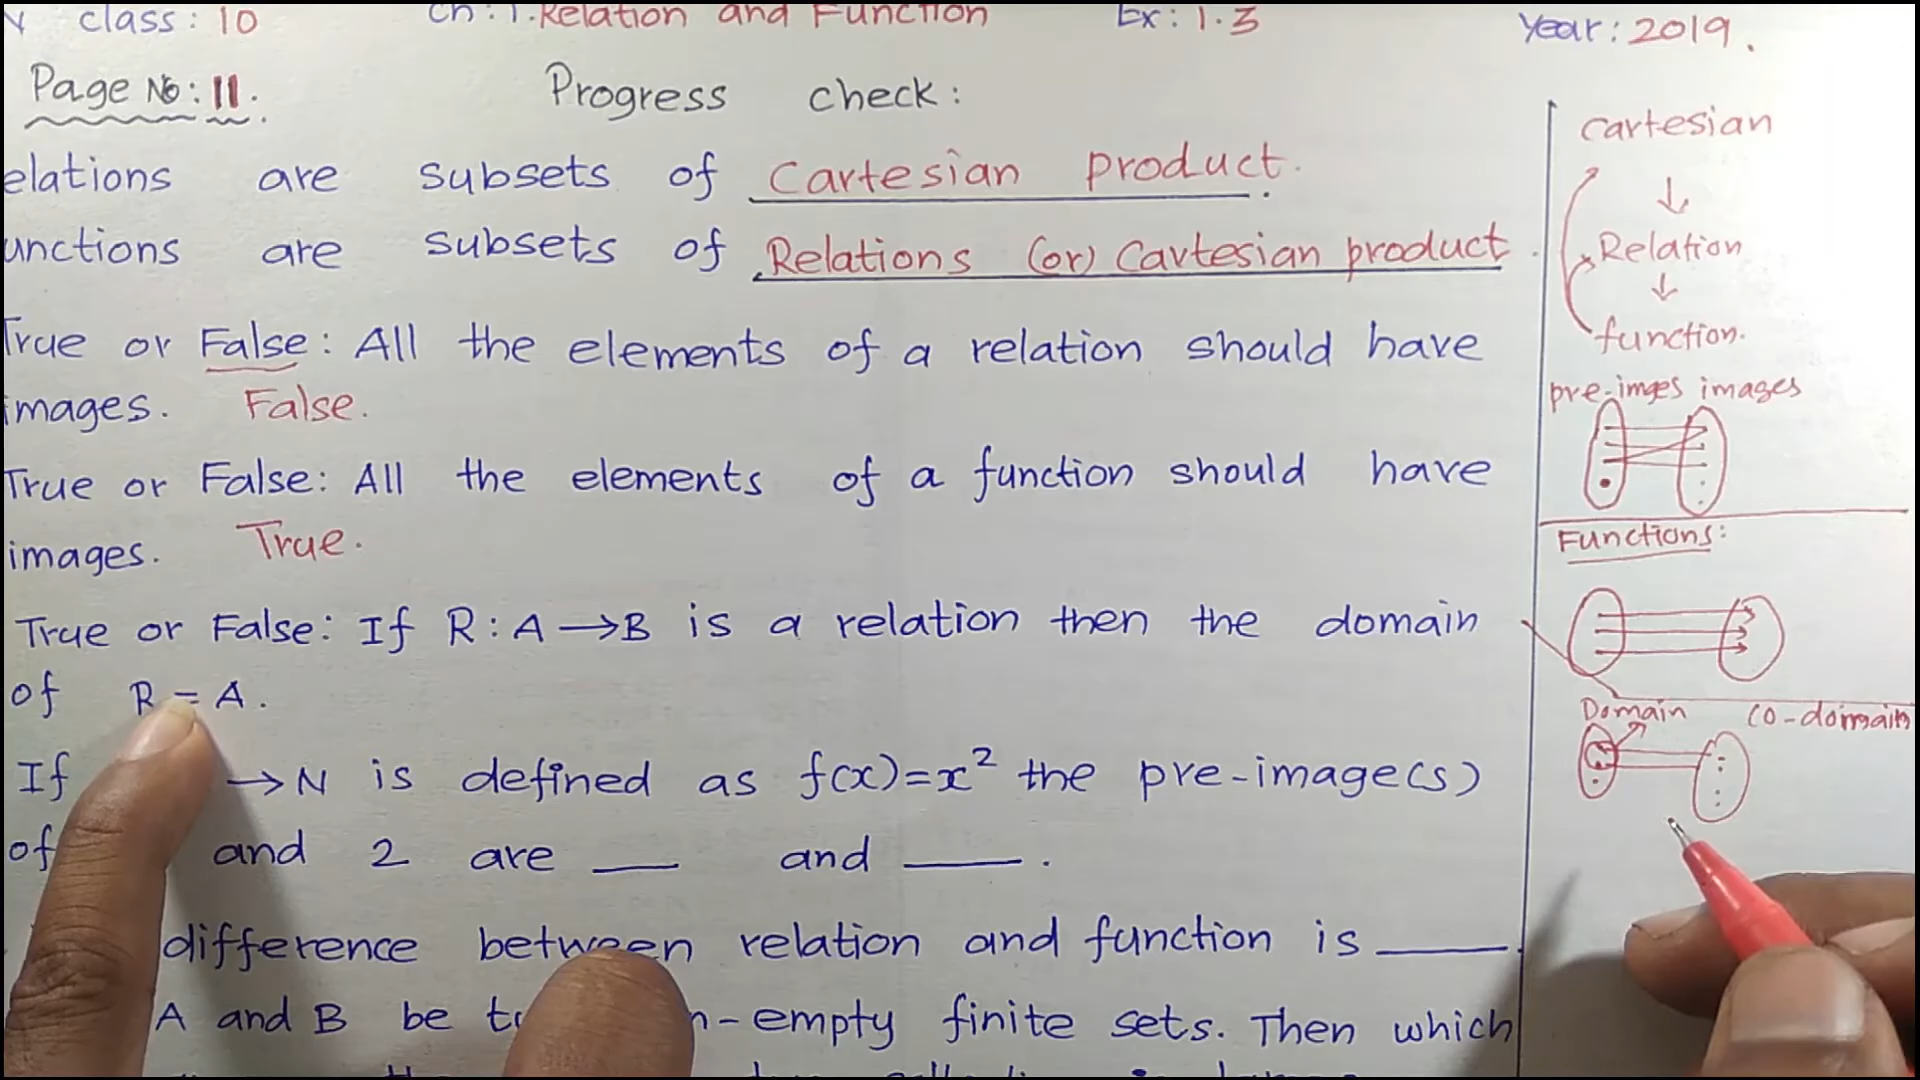 class: 10 Ch: 1. Relation and Function Ex: 1.3 Year: 2019.
Page No: 11. Progress check:
elations are subsets of Cartesian product.
unctions are subsets of Relations (or) Cartesian product.
True or False: All the elements of a relation should have
images. False.
True or False: All the elements of a function should have
images. True.
True or False: If R: A→B is a relation then the domain
of R = A.
If →N is defined as f(x)=x² the pre-image(s)
of and 2 are ___ and ____.
difference between relation and function is ____.
A and B be n-empty finite sets. Then which
cartesian
↓
Relation
↓
function.
pre-imges images
Functions:
Domain co-domain